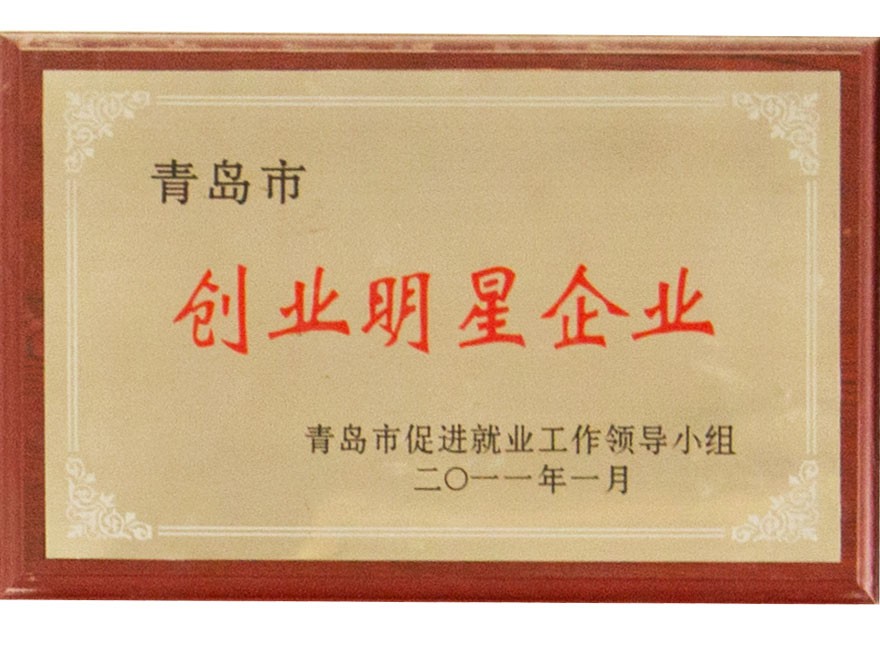 青岛市
创业明星企业
青岛市促进就业工作领导小组
二〇一一年一月